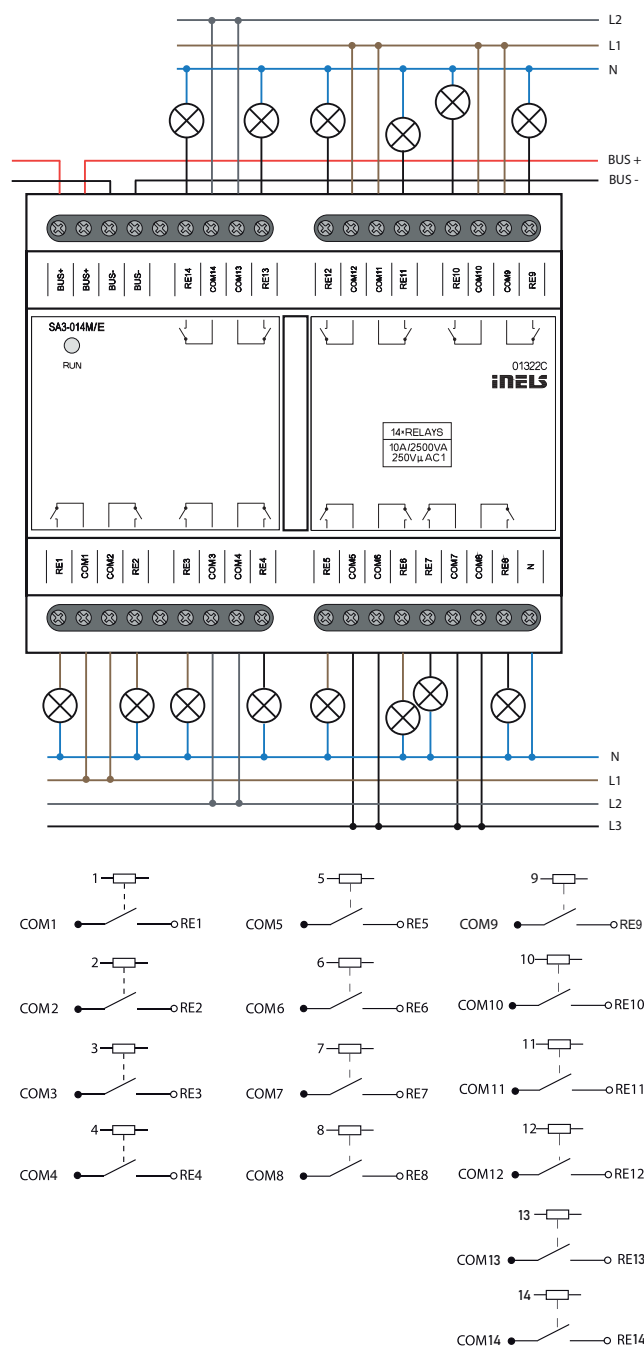 L2
L1
N
BUS +
BUS -
BUS+ BUS+ BUS- BUS- RE14 COM14 COM13 RE13 RE12 COM12 COM11 RE11 RE10 COM10 COM9 RE9
SA3-014M/E
RUN
01322C
iNELS
14×RELAYS
10A/2500VA
250VµAC1
RE1 COM1 COM2 RE2 RE3 COM3 COM4 RE4 RE5 COM5 COM6 RE6 RE7 COM7 COM8 RE8 N
N
L1
L2
L3
1 5 9
COM1 RE1 COM5 RE5 COM9 RE9
2 6 10
COM2 RE2 COM6 RE6 COM10 RE10
3 7 11
COM3 RE3 COM7 RE7 COM11 RE11
4 8 12
COM4 RE4 COM8 RE8 COM12 RE12
13
COM13 RE13
14
COM14 RE14